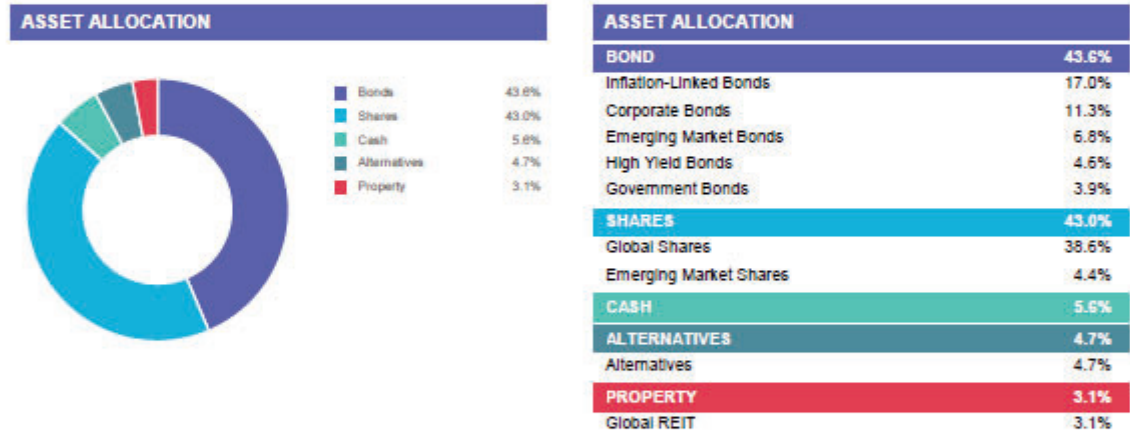 ASSET ALLOCATION
Bonds 43.6%
Shares 43.0%
Cash 5.6%
Alternatives 4.7%
Property 3.1%
ASSET ALLOCATION
BOND 43.6%
Inflation-Linked Bonds 17.0%
Corporate Bonds 11.3%
Emerging Market Bonds 6.8%
High Yield Bonds 4.6%
Government Bonds 3.9%
SHARES 43.0%
Global Shares 38.6%
Emerging Market Shares 4.4%
CASH 5.6%
ALTERNATIVES 4.7%
Alternatives 4.7%
PROPERTY 3.1%
Global REIT 3.1%